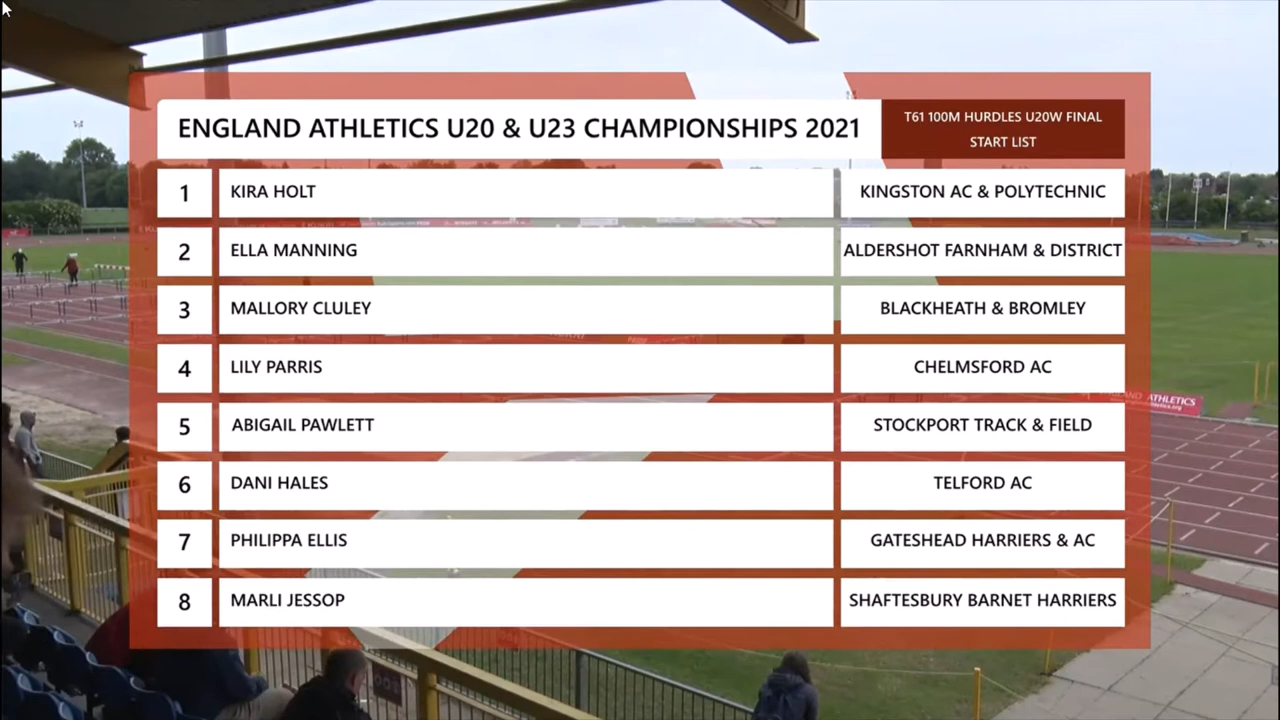 ENGLAND ATHLETICS U20 & U23 CHAMPIONSHIPS 2021
T61 100M HURDLES U20W FINAL
START LIST
1 KIRA HOLT KINGSTON AC & POLYTECHNIC
2 ELLA MANNING ALDERSHOT FARNHAM & DISTRICT
3 MALLORY CLULEY BLACKHEATH & BROMLEY
4 LILY PARRIS CHELMSFORD AC
5 ABIGAIL PAWLETT STOCKPORT TRACK & FIELD
6 DANI HALES TELFORD AC
7 PHILIPPA ELLIS GATESHEAD HARRIERS & AC
8 MARLI JESSOP SHAFTESBURY BARNET HARRIERS
ATHLETICS